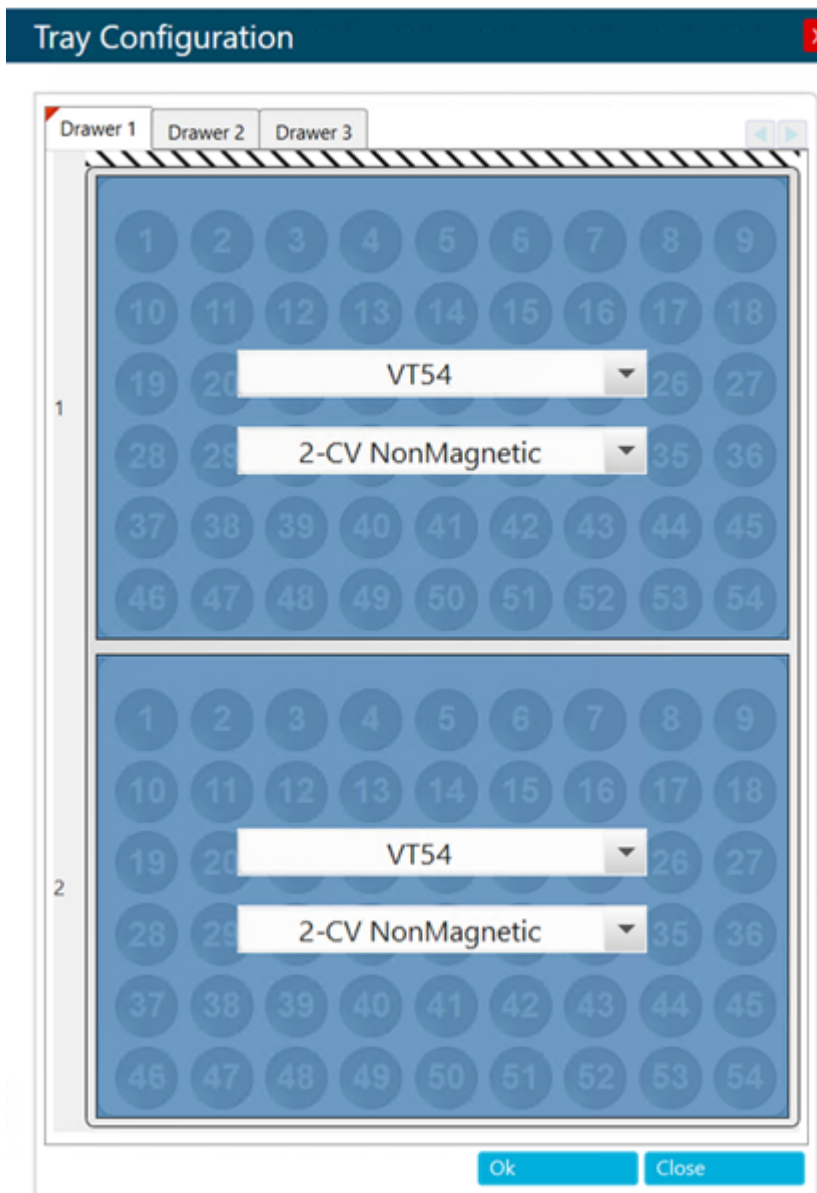 Tray Configuration
Drawer 1 Drawer 2 Drawer 3
1 2 3 4 5 6 7 8 9
10 11 12 13 14 15 16 17 18
VT54
19 20 26 27
1
2-CV NonMagnetic
28 29 35 36
37 38 39 40 41 42 43 44 45
46 47 48 49 50 51 52 53 54
1 2 3 4 5 6 7 8 9
10 11 12 13 14 15 16 17 18
VT54
19 20 26 27
2
2-CV NonMagnetic
28 29 35 36
37 38 39 40 41 42 43 44 45
46 47 48 49 50 51 52 53 54
Ok Close